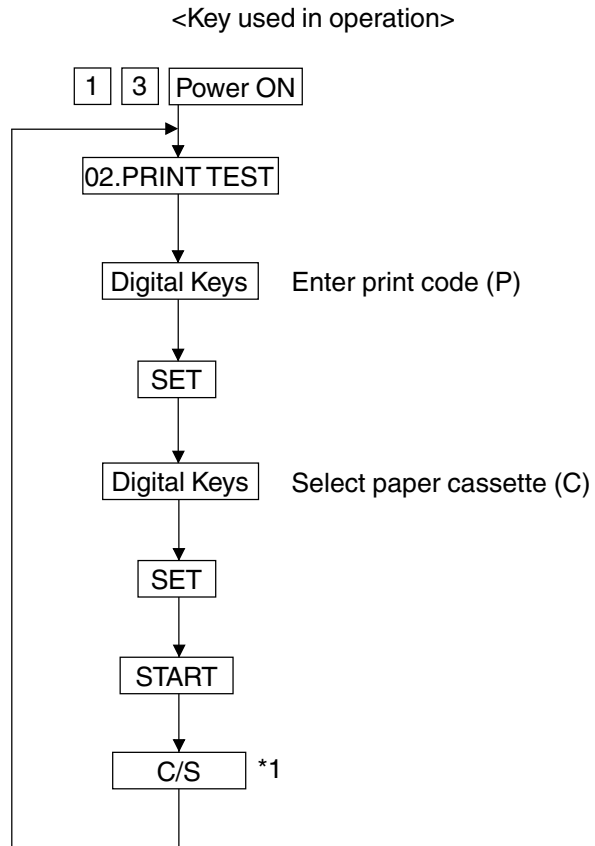 <Key used in operation>
1 3 Power ON
02.PRINT TEST
Digital Keys Enter print code (P)
SET
Digital Keys Select paper cassette (C)
SET
START
C/S *1